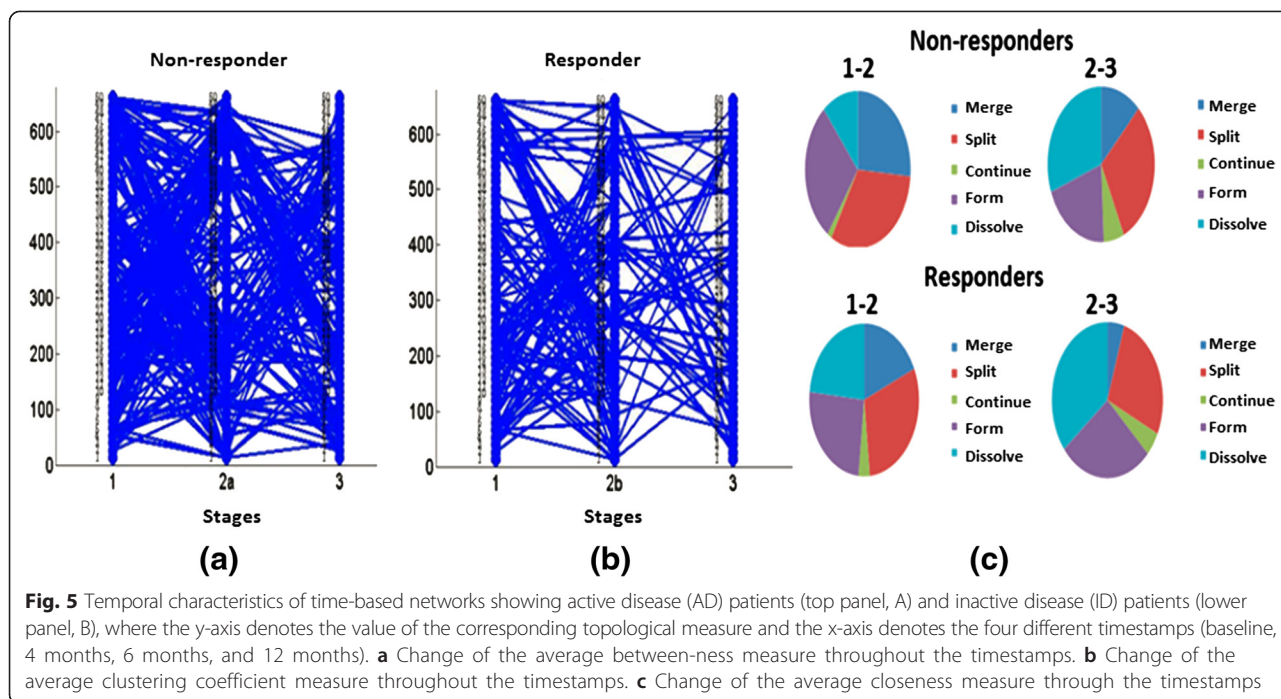 Non-responder
600
500
400
300
200
100
0
1 2a 3
Stages
(a)
Responder
600
500
400
300
200
100
0
1 2b 3
Stages
(b)
Non-responders
1-2
Merge
Split
Continue
Form
Dissolve
2-3
Merge
Split
Continue
Form
Dissolve
Responders
1-2
Merge
Split
Continue
Form
Dissolve
2-3
Merge
Split
Continue
Form
Dissolve
(c)
Fig. 5 Temporal characteristics of time-based networks showing active disease (AD) patients (top panel, A) and inactive disease (ID) patients (lower
panel, B), where the y-axis denotes the value of the corresponding topological measure and the x-axis denotes the four different timestamps (baseline,
4 months, 6 months, and 12 months). a Change of the average between-ness measure throughout the timestamps. b Change of the
average clustering coefficient measure throughout the timestamps. c Change of the average closeness measure through the timestamps